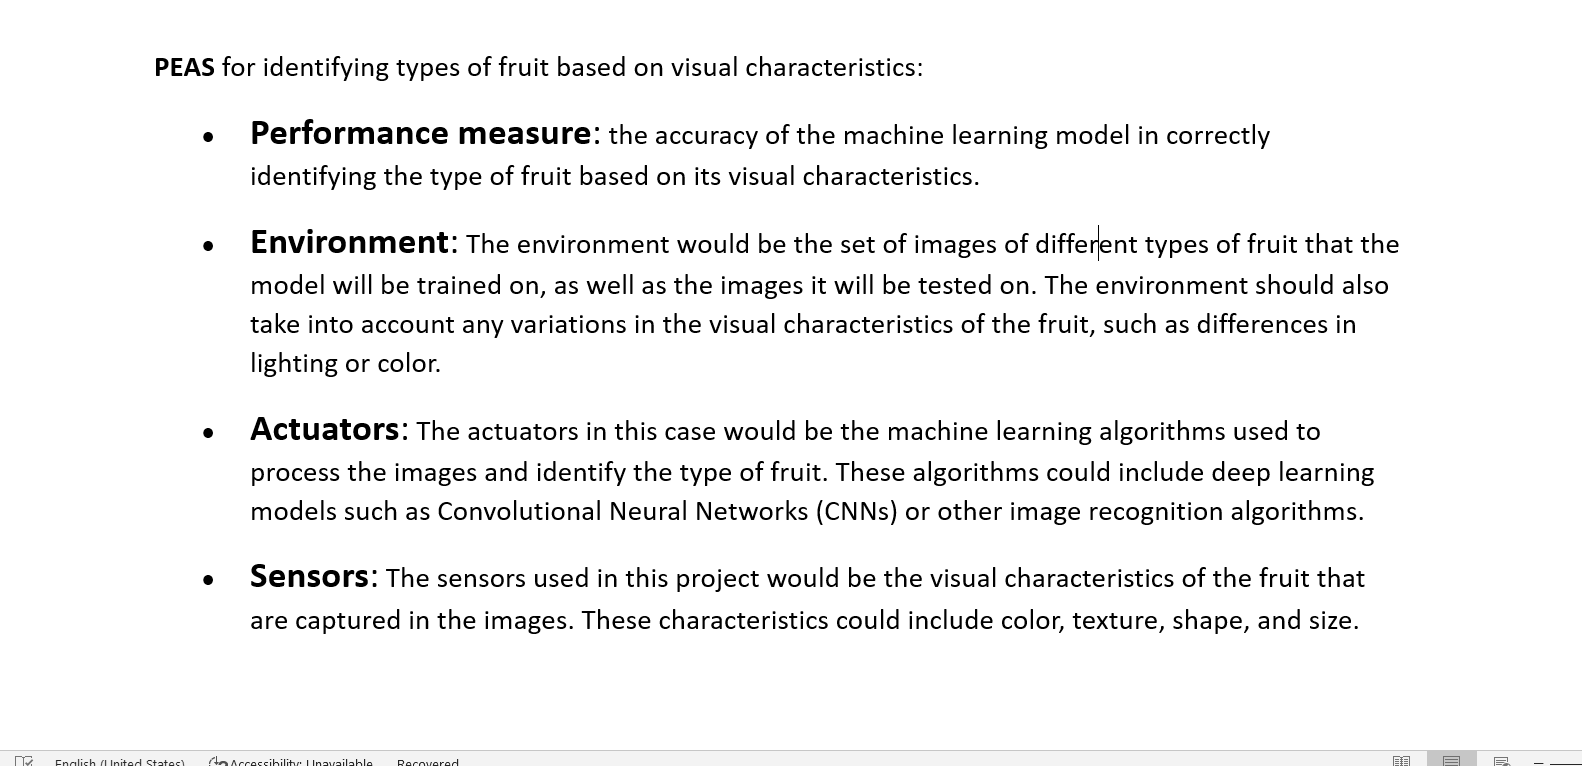 PEAS for identifying types of fruit based on visual characteristics:
● Performance measure: the accuracy of the machine learning model in correctly
identifying the type of fruit based on its visual characteristics.
● Environment: The environment would be the set of images of different types of fruit that the
model will be trained on, as well as the images it will be tested on. The environment should also
take into account any variations in the visual characteristics of the fruit, such as differences in
lighting or color.
● Actuators: The actuators in this case would be the machine learning algorithms used to
process the images and identify the type of fruit. These algorithms could include deep learning
models such as Convolutional Neural Networks (CNNs) or other image recognition algorithms.
● Sensors: The sensors used in this project would be the visual characteristics of the fruit that
are captured in the images. These characteristics could include color, texture, shape, and size.
English (United States) Accessibility: Unavailable Recovered